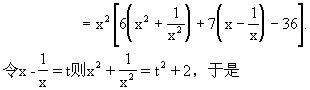 = x²[6(x² + 1/x²) + 7(x - 1/x) - 36].
令x - 1/x = t则x² + 1/x² = t² + 2，于是